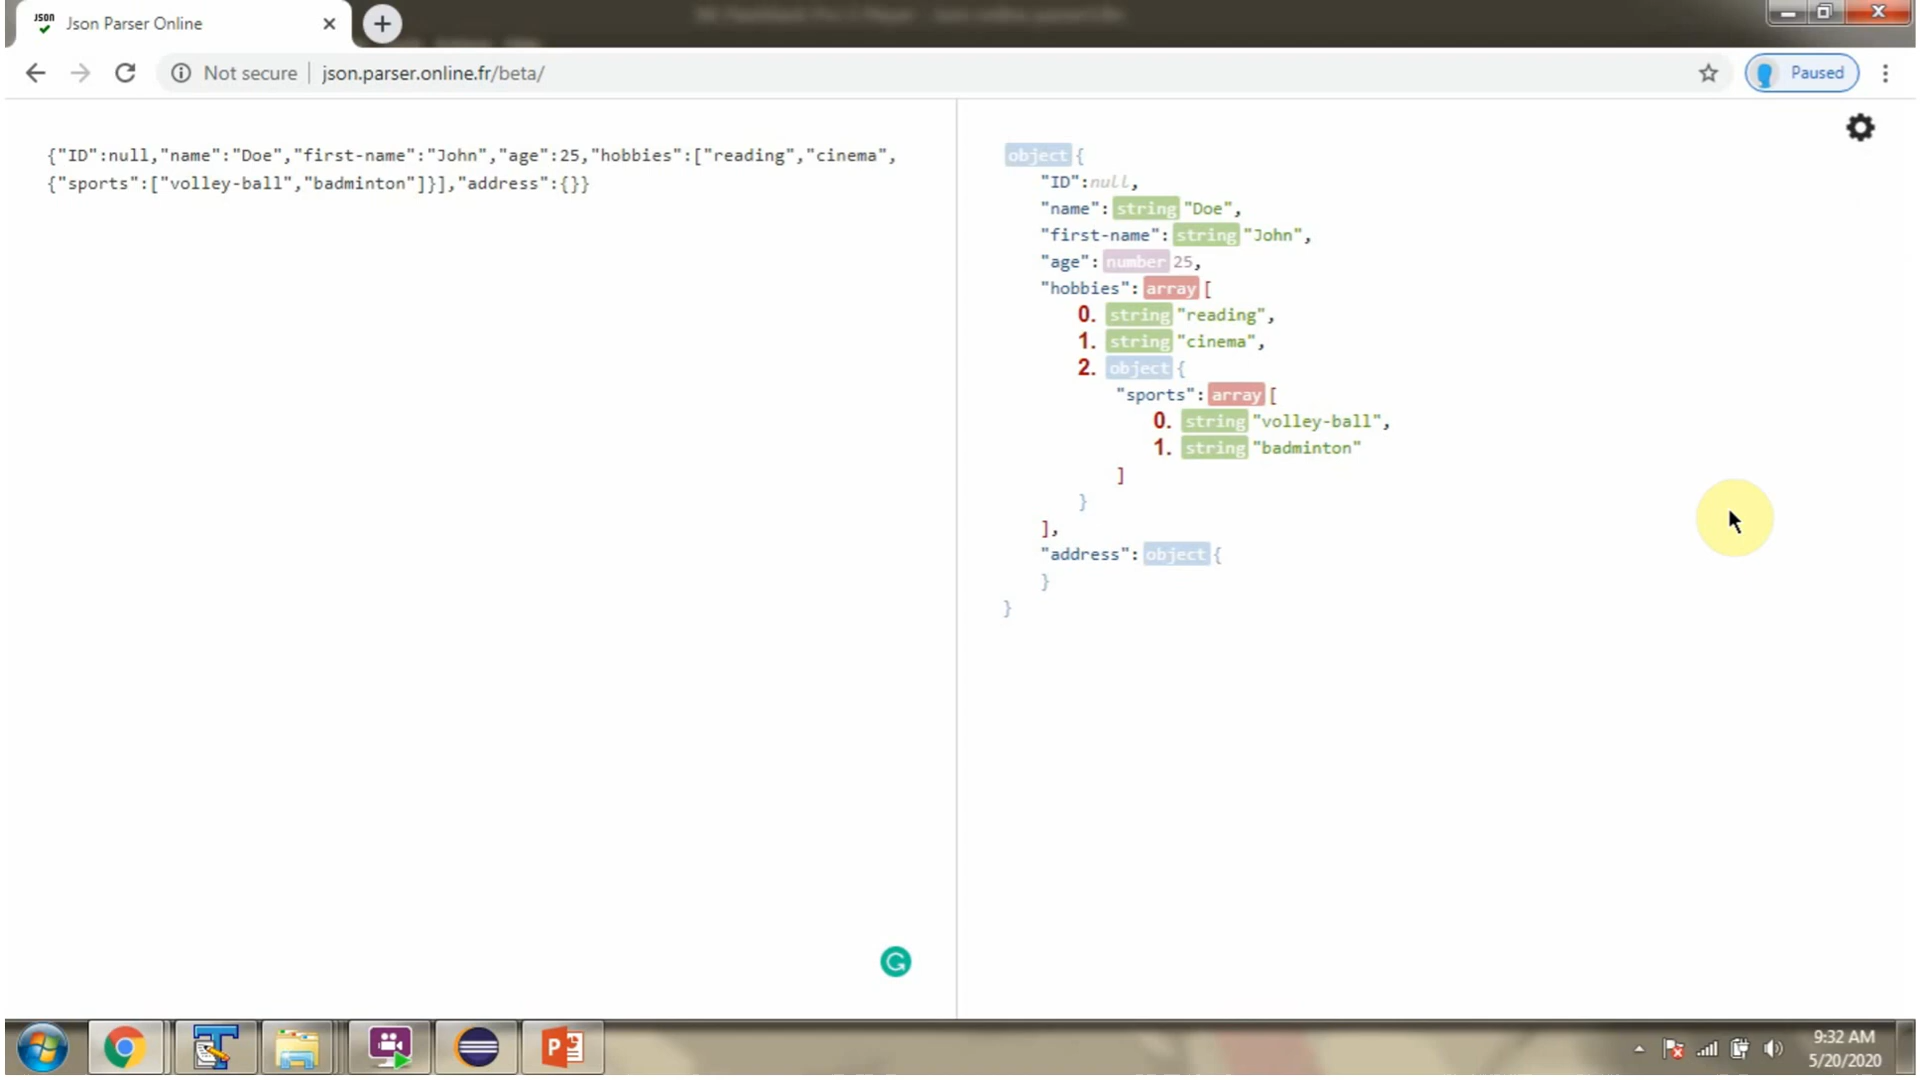 JSON
Json Parser Online
Not secure
json.parser.online.fr/beta/
Paused
{"ID":null,"name":"Doe","first-name":"John","age":25,"hobbies":["reading","cinema",
{"sports":["volley-ball","badminton"]}],"address":{}}
object {
"ID":null,
"name": string "Doe",
"first-name": string "John",
"age": number 25,
"hobbies": array [
0. string "reading",
1. string "cinema",
2. object {
"sports": array [
0. string "volley-ball",
1. string "badminton"
]
}
],
"address": object {
}
}
9:32 AM
5/20/2020